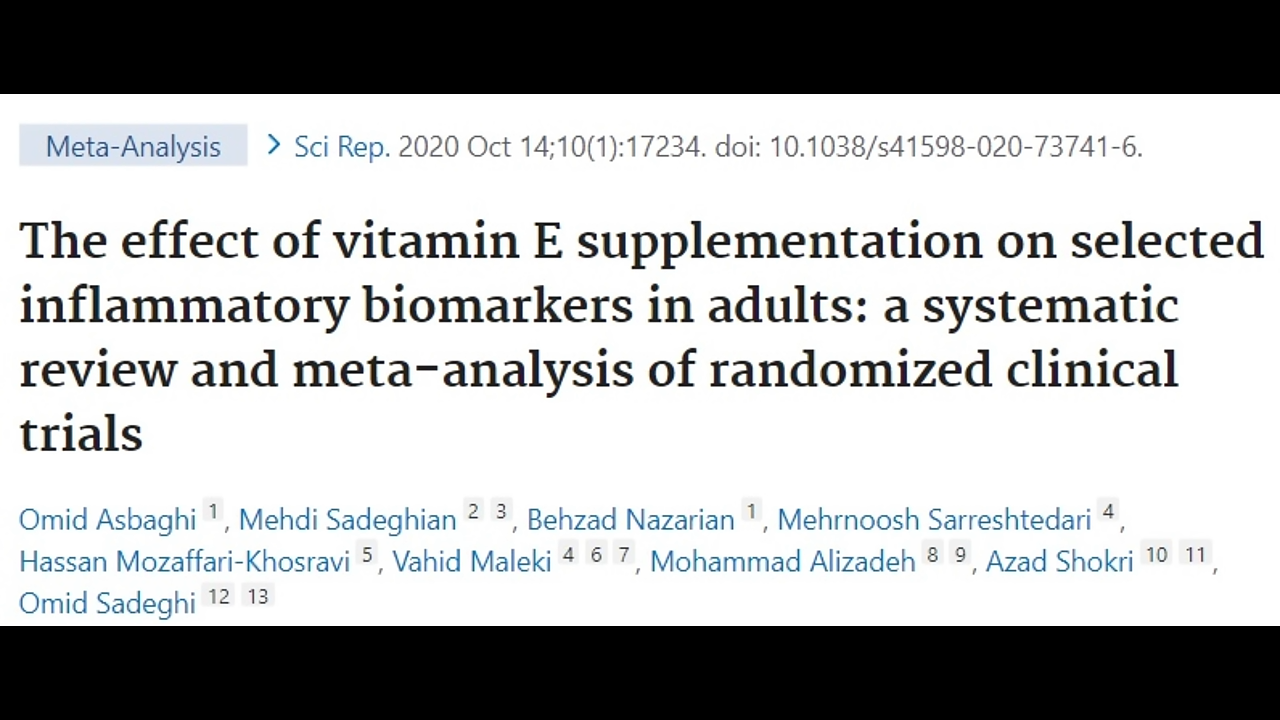 Meta-Analysis > Sci Rep. 2020 Oct 14;10(1):17234. doi: 10.1038/s41598-020-73741-6.
The effect of vitamin E supplementation on selected
inflammatory biomarkers in adults: a systematic
review and meta-analysis of randomized clinical
trials
Omid Asbaghi 1, Mehdi Sadeghian 2 3, Behzad Nazarian 1, Mehrnoosh Sarreshtedari 4,
Hassan Mozaffari-Khosravi 5, Vahid Maleki 4 6 7, Mohammad Alizadeh 8 9, Azad Shokri 10 11,
Omid Sadeghi 12 13